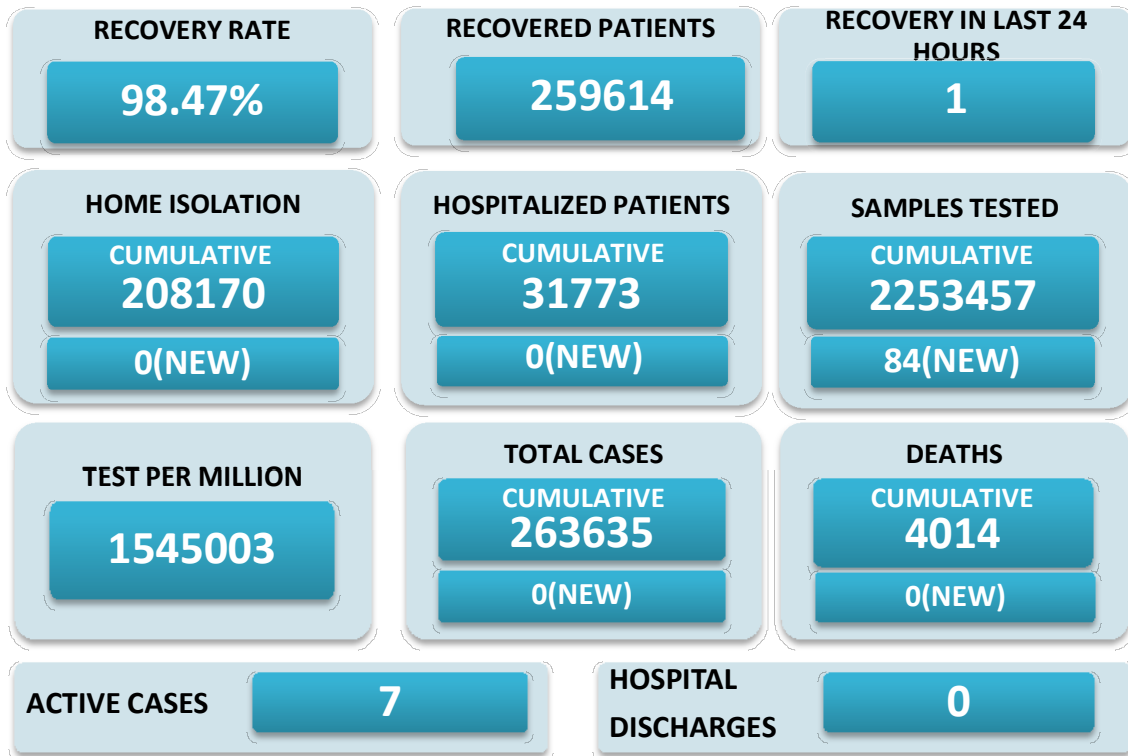 RECOVERY RATE
98.47%
RECOVERED PATIENTS
259614
RECOVERY IN LAST 24
HOURS
1
HOME ISOLATION
CUMULATIVE
208170
0(NEW)
HOSPITALIZED PATIENTS
CUMULATIVE
31773
0(NEW)
SAMPLES TESTED
CUMULATIVE
2253457
84(NEW)
TEST PER MILLION
1545003
TOTAL CASES
CUMULATIVE
263635
0(NEW)
DEATHS
CUMULATIVE
4014
0(NEW)
ACTIVE CASES
7
HOSPITAL
DISCHARGES
0